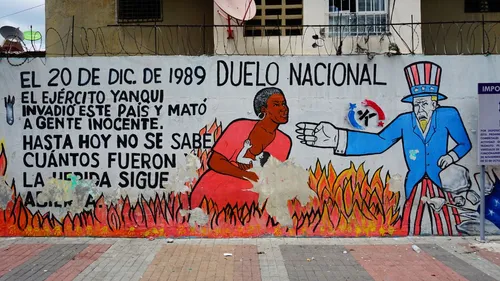 EL 20 DE DIC. DE 1989 DUELO NACIONAL
EL EJÉRCITO YANQUI
INVADIÓ ESTE PAÍS Y MATÓ
A GENTE INOCENTE.
HASTA HOY NO SE SABE
CUÁNTOS FUERON
LA HERIDA SIGUE
IMPO